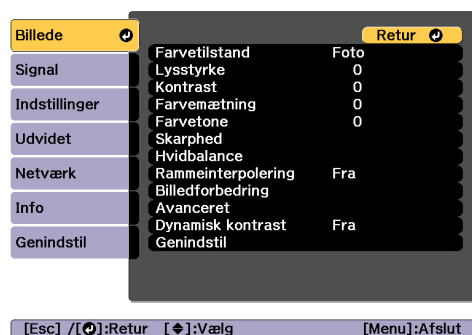 Billede
Signal
Indstillinger
Udvidet
Netværk
Info
Genindstil
Retur
Farvetilstand Foto
Lysstyrke 0
Kontrast 0
Farvemætning 0
Farvetone 0
Skarphed
Hvidbalance
Rammeinterpolering Fra
Billedforbedring
Avanceret
Dynamisk kontrast Fra
Genindstil
[Esc] /[ ]:Retur [ ]:Vælg [Menu]:Afslut